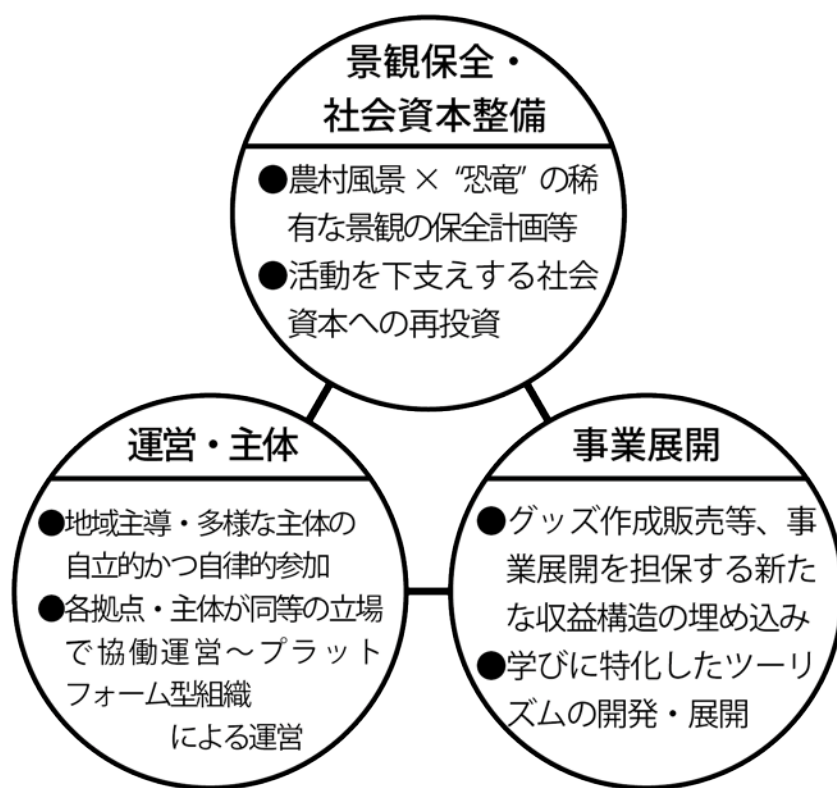 景観保全・
社会資本整備
●農村風景×“恐竜”の稀
有な景観の保全計画等
●活動を下支えする社会
資本への再投資
運営・主体
●地域主導・多様な主体の
自立的かつ自律的参加
●各拠点・主体が同等の立場
で協働運営～プラット
フォーム型組織
による運営
事業展開
●グッズ作成販売等、事
業展開を担保する新た
な収益構造の埋め込み
●学びに特化したツーリ
ズムの開発・展開